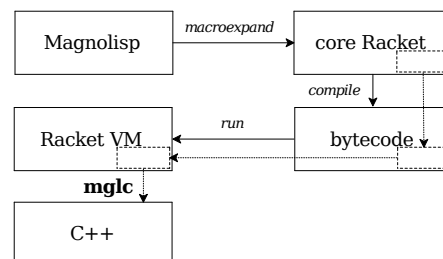 macroexpand
Magnolisp
core Racket
compile
run
Racket VM
bytecode
mglc
C++